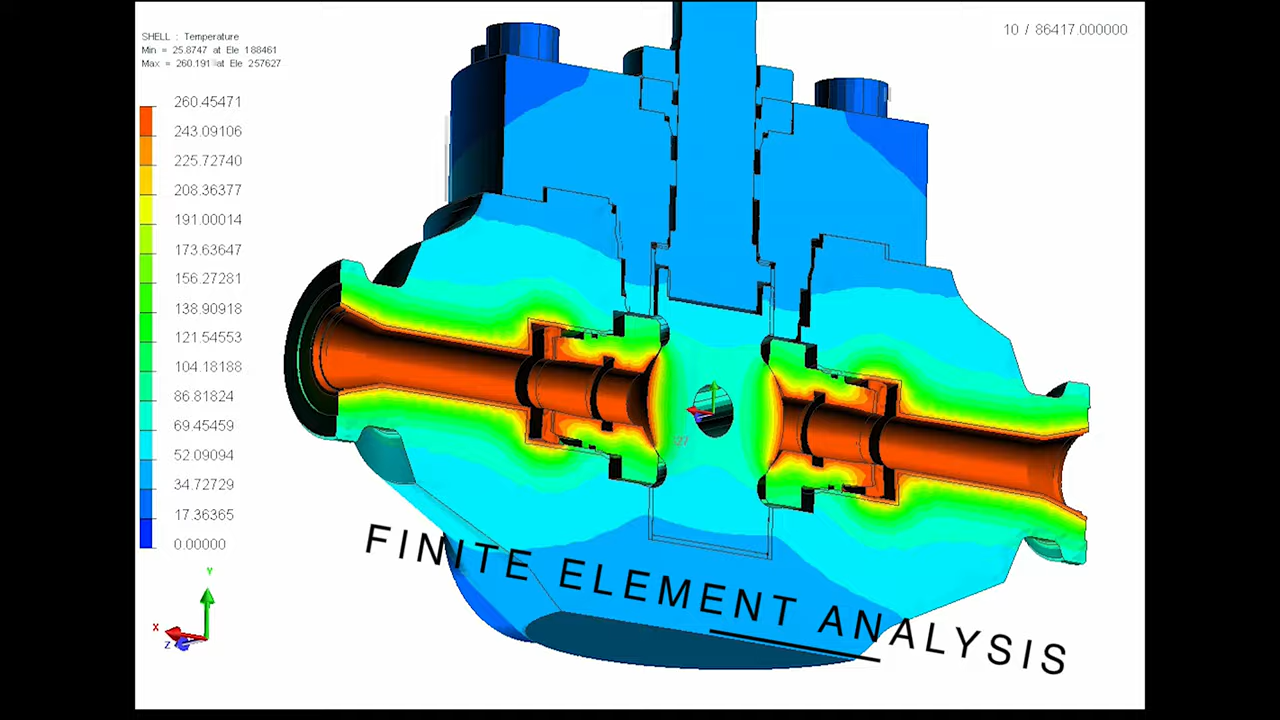 SHELL : Temperature
Min = 25.8747 at Ele 188461
Max = 260.191 at Ele 257627
10 / 86417.000000
260.45471
243.09106
225.72740
208.36377
191.00014
173.63647
156.27281
138.90918
121.54553
104.18188
86.81824
69.45459
52.09094
34.72729
17.36365
0.00000
Y
X
Z
FINITE ELEMENT ANALYSIS